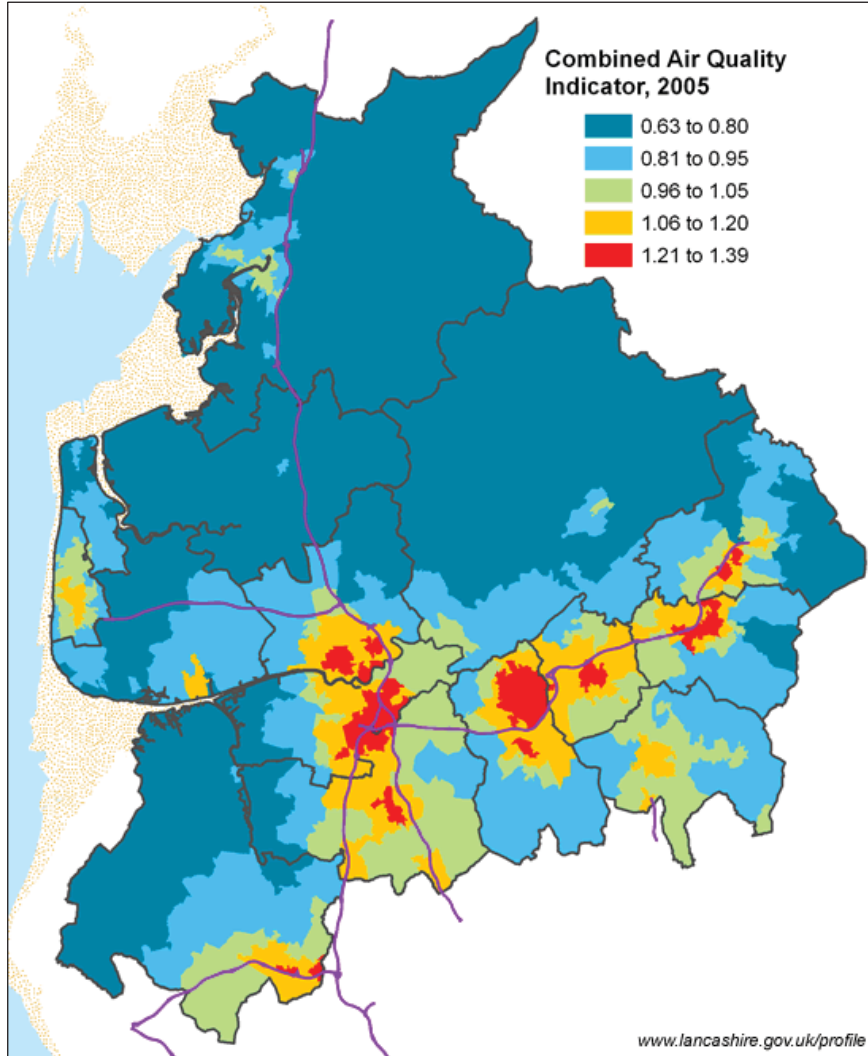 Combined Air Quality
Indicator, 2005
0.63 to 0.80
0.81 to 0.95
0.96 to 1.05
1.06 to 1.20
1.21 to 1.39
www.lancashire.gov.uk/profile